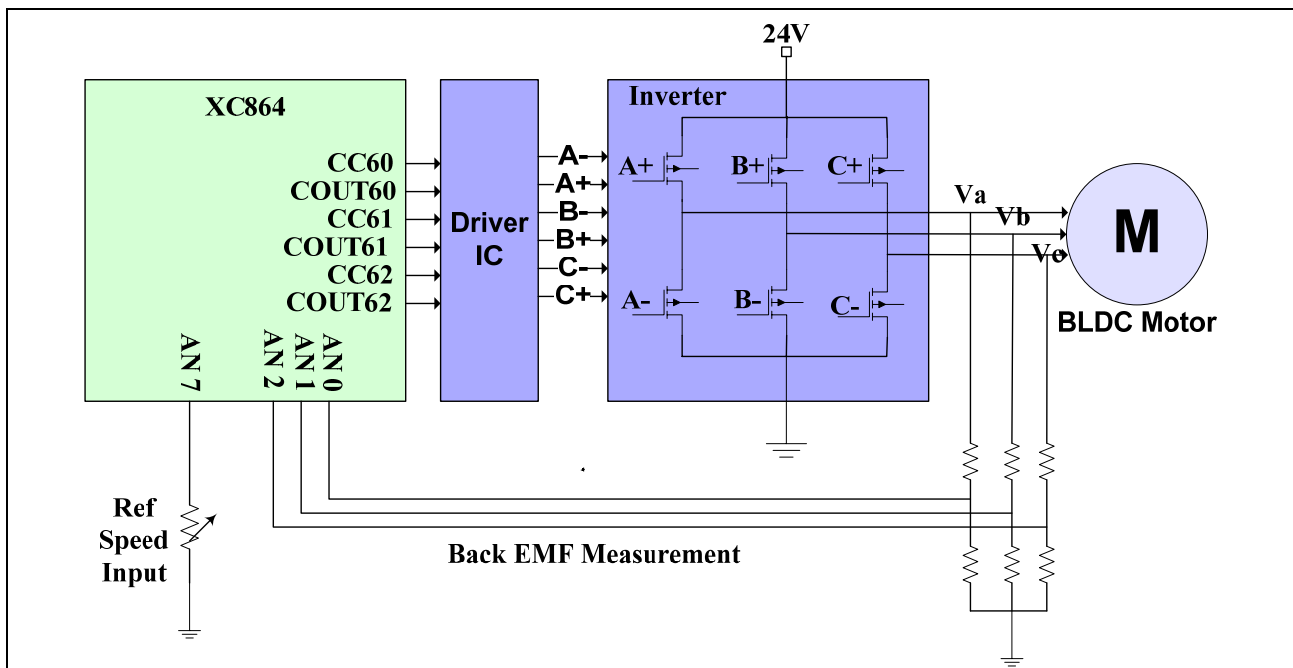 24V
XC864
Inverter
CC60
COUT60
CC61
COUT61
CC62
COUT62
Driver
IC
A-
A+
B-
B+
C-
C+
A+
B+
C+
A-
B-
C-
Va
Vb
Vc
M
BLDC Motor
AN 7
AN 2
AN 1
AN 0
Ref
Speed
Input
Back EMF Measurement